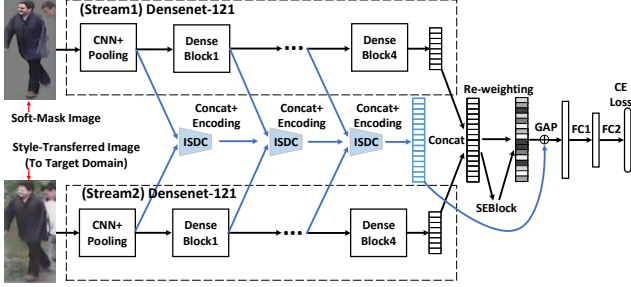 (Stream1) Densenet-121
CNN+
Pooling
Dense
Block1
Dense
Block4
Soft-Mask Image
Style-Transferred Image
(To Target Domain)
Concat+
Encoding
Concat+
Encoding
Concat+
Encoding
ISDC
ISDC
ISDC
Concat
Re-weighting
SEBlock
GAP
FC1
FC2
CE
Loss
(Stream2) Densenet-121
CNN+
Pooling
Dense
Block1
Dense
Block4